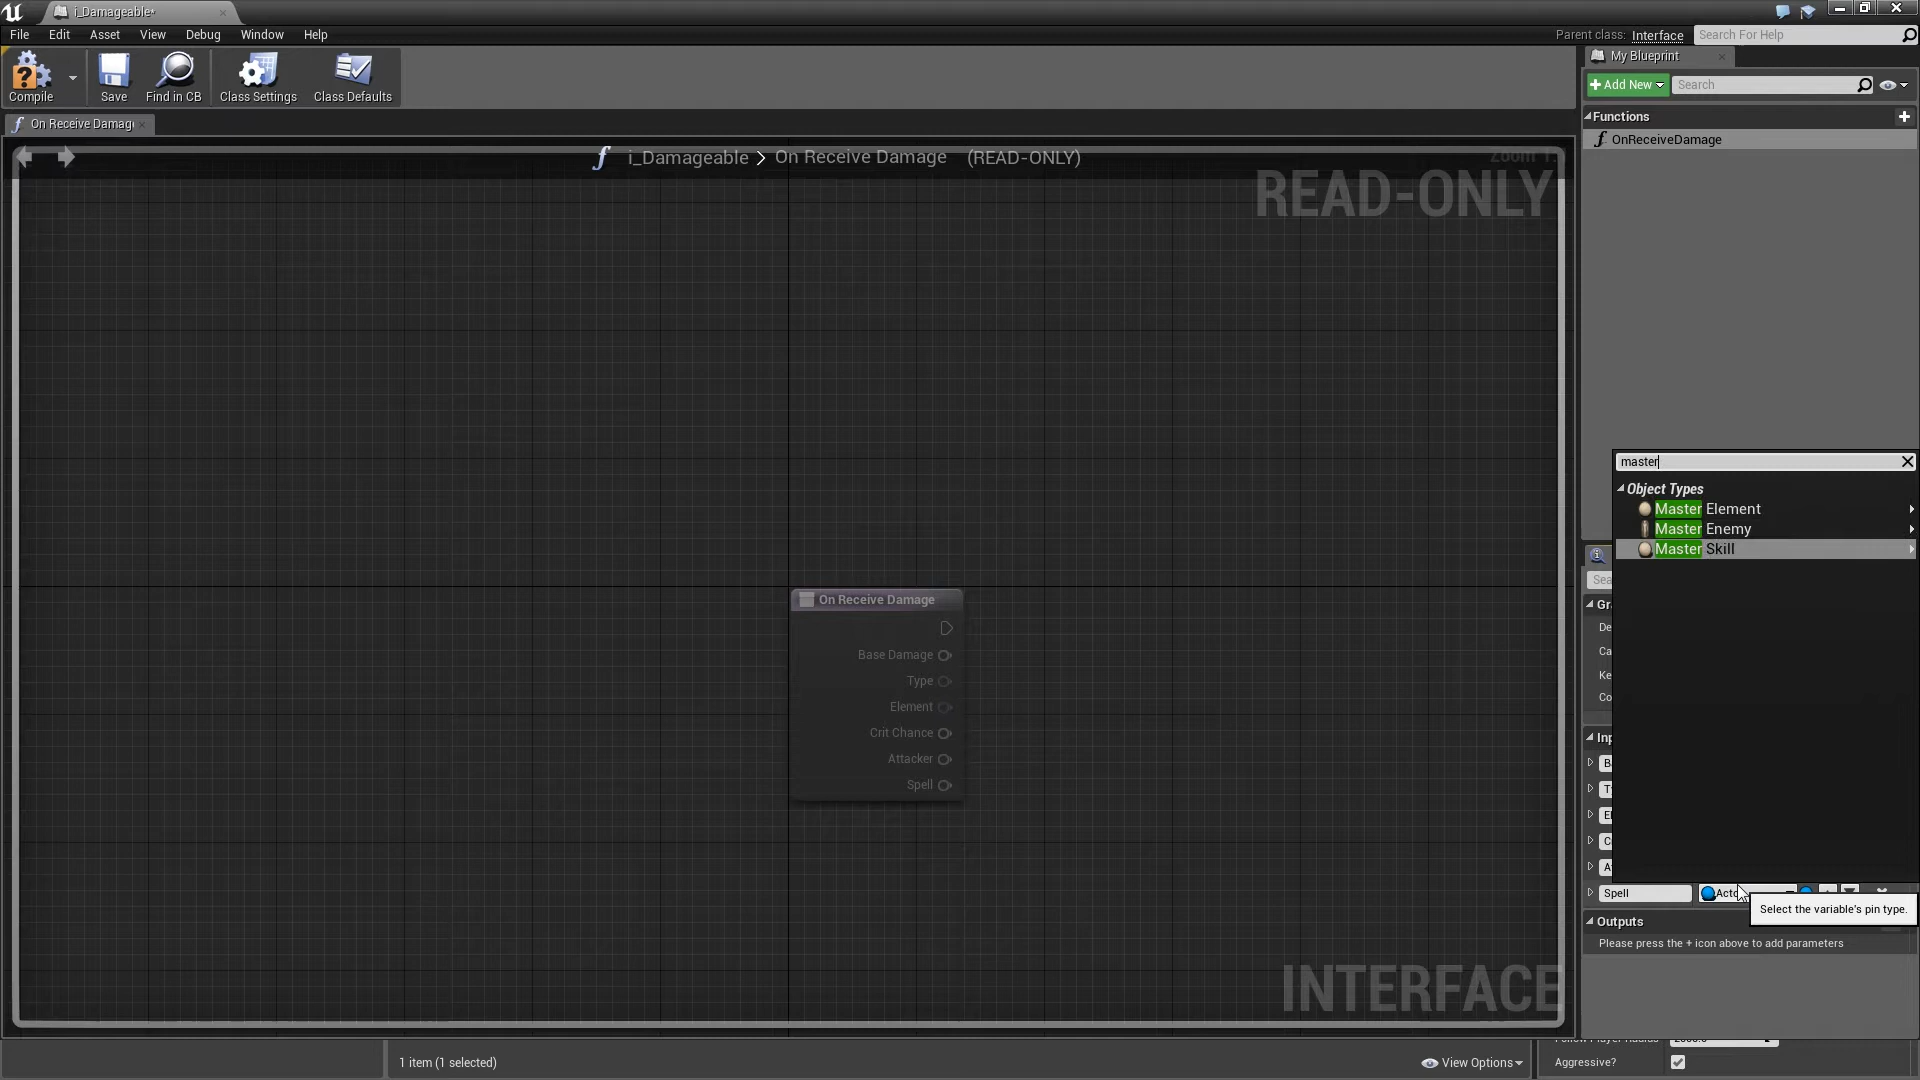 i_Damageable*
File Edit Asset View Debug Window Help
Parent class: Interface Search For Help
Compile Save Find in CB Class Settings Class Defaults
My Blueprint
+ Add New Search
Functions
OnReceiveDamage
On Receive Damag
i_Damageable > On Receive Damage (READ-ONLY)
READ-ONLY
master
Object Types
Master Element
Master Enemy
Master Skill
On Receive Damage
Base Damage
Type
Element
Crit Chance
Attacker
Spell
Sea
Gr
De
Ca
Ke
Co
Inp
Spell Acto
Select the variable's pin type.
Outputs
Please press the + icon above to add parameters
INTERFACE
1 item (1 selected)
View Options
Aggressive?